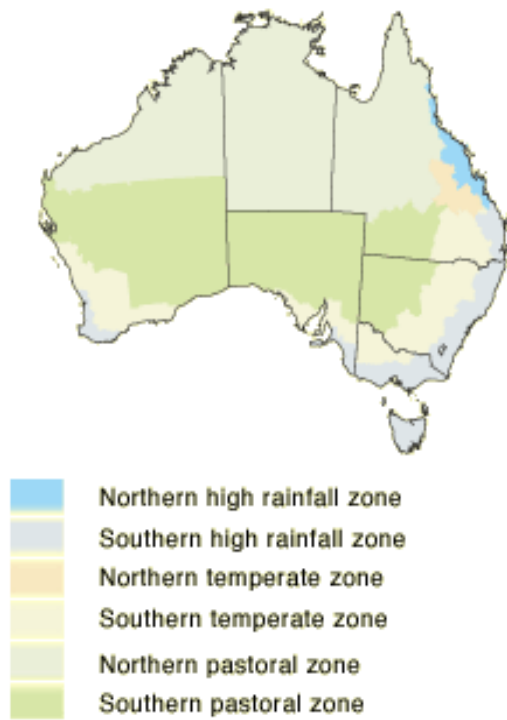 Northern high rainfall zone
Southern high rainfall zone
Northern temperate zone
Southern temperate zone
Northern pastoral zone
Southern pastoral zone